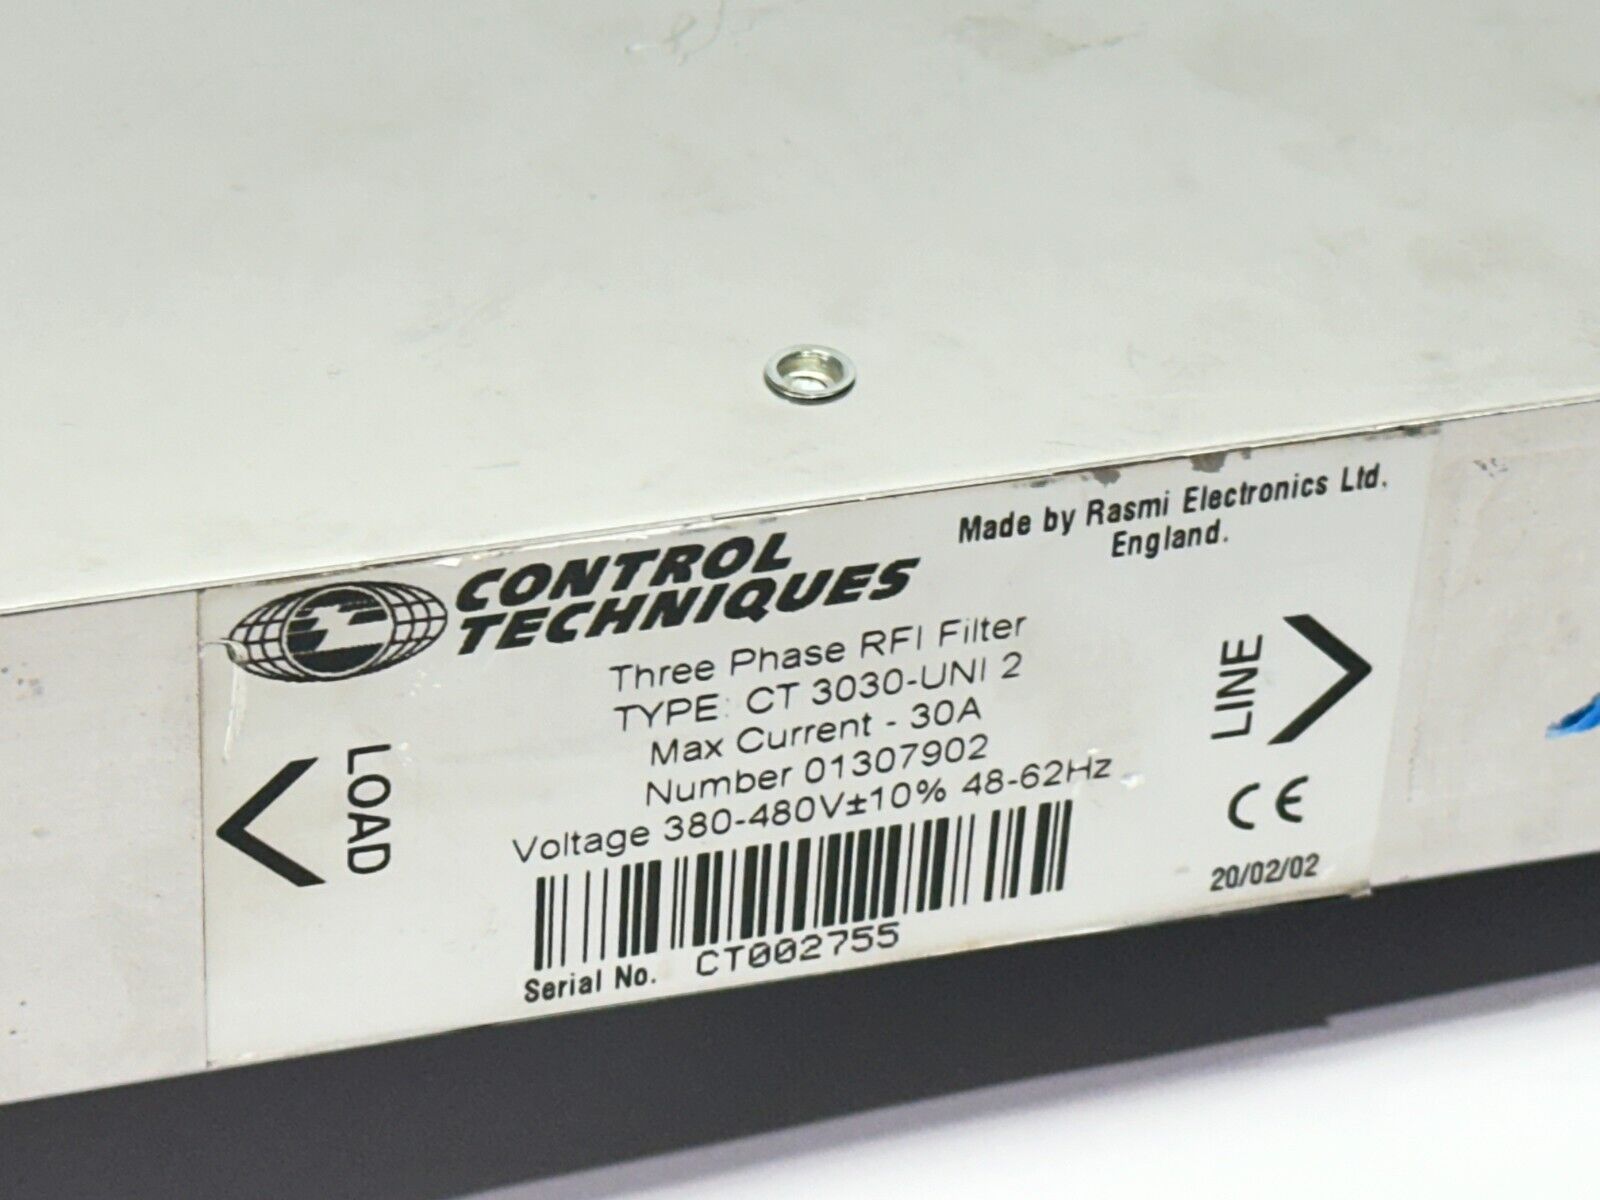 CONTROL
TECHNIQUES
Made by Rasmi Electronics Ltd.
England.
Three Phase RFI Filter
TYPE: CT 3030-UNI 2
Max Current - 30A
Number 01307902
Voltage 380-480V±10% 48-62Hz
LOAD
LINE
CE
20/02/02
Serial No. CT002755